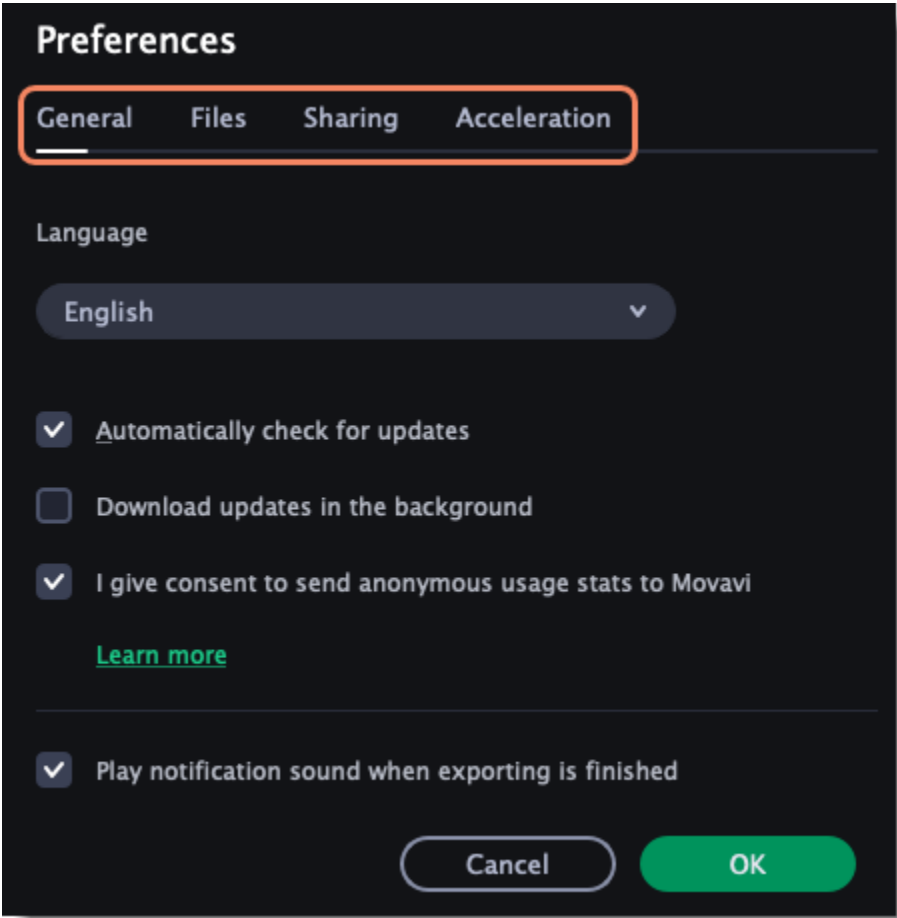 Preferences
General Files Sharing Acceleration
Language
English
Automatically check for updates
Download updates in the background
I give consent to send anonymous usage stats to Movavi
Learn more
Play notification sound when exporting is finished
Cancel OK